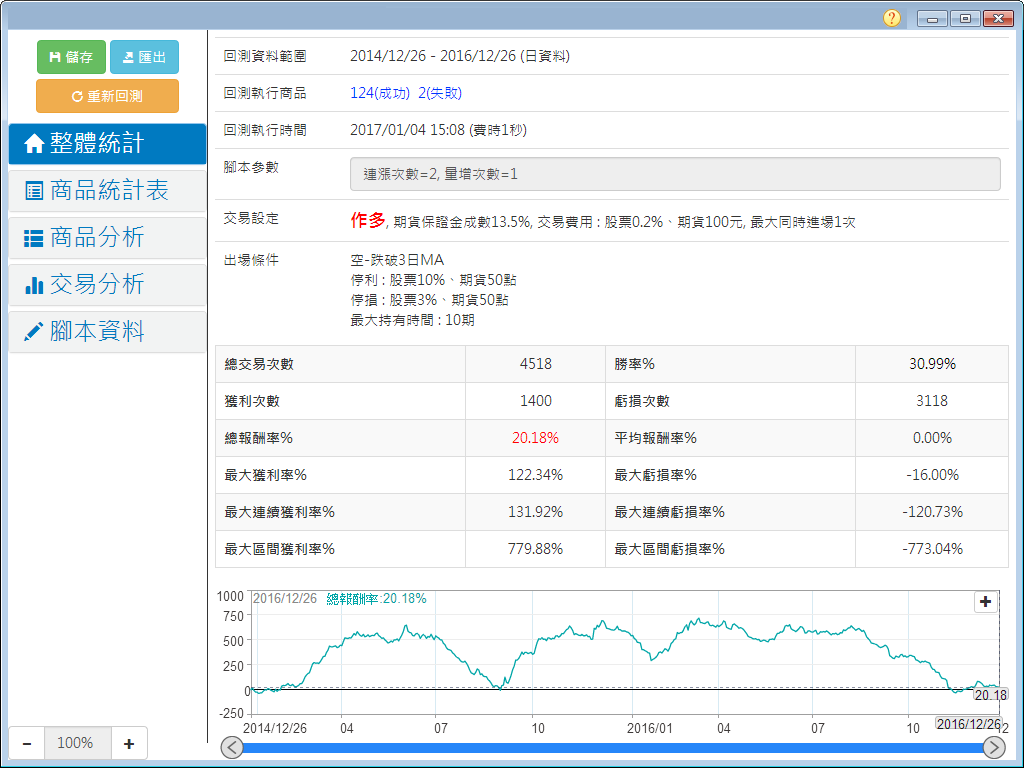 ?
儲存 匯出
重新回測
整體統計
商品統計表
商品分析
交易分析
腳本資料
- 100% +
回測資料範圍 2014/12/26 - 2016/12/26 (日資料)
回測執行商品 124(成功) 2(失敗)
回測執行時間 2017/01/04 15:08 (費時1秒)
腳本參數 連漲次數=2, 量增次數=1
交易設定 作多, 期貨保證金成數13.5%, 交易費用 : 股票0.2%、期貨100元, 最大同時進場1次
出場條件 空-跌破3日MA
停利 : 股票10%、期貨50點
停損 : 股票3%、期貨50點
最大持有時間 : 10期
總交易次數 4518 勝率% 30.99%
獲利次數 1400 虧損次數 3118
總報酬率% 20.18% 平均報酬率% 0.00%
最大獲利率% 122.34% 最大虧損率% -16.00%
最大連續獲利率% 131.92% 最大連續虧損率% -120.73%
最大區間獲利率% 779.88% 最大區間虧損率% -773.04%
2016/12/26 總報酬率:20.18% +
1000
750
500
250
0
-250
20.18
2014/12/26 04 07 10 2016/01 04 07 10 2016/12/26 12